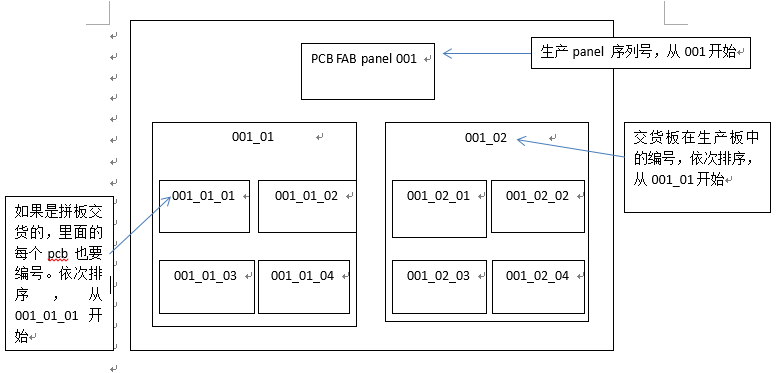 PCB FAB panel 001
生产 panel 序列号，从 001 开始
001_01
001_02
交货板在生产板中
的编号，依次排序，
从 001_01 开始
001_01_01
001_01_02
001_02_01
001_02_02
如果是拼板交
货的，里面的
每个 pcb 也要
编号。依次排
序，从
001_01_01 开
始
001_01_03
001_01_04
001_02_03
001_02_04